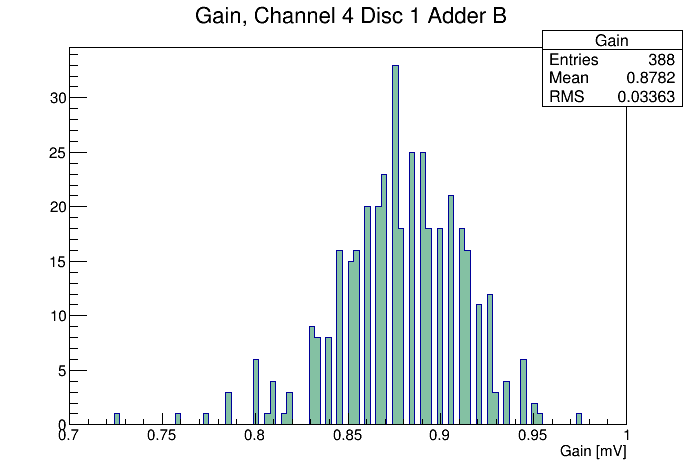 Gain, Channel 4 Disc 1 Adder B
Gain
Entries 388
Mean 0.8782
RMS 0.03363
30
25
20
15
10
5
0
0.7 0.75 0.8 0.85 0.9 0.95 1
Gain [mV]